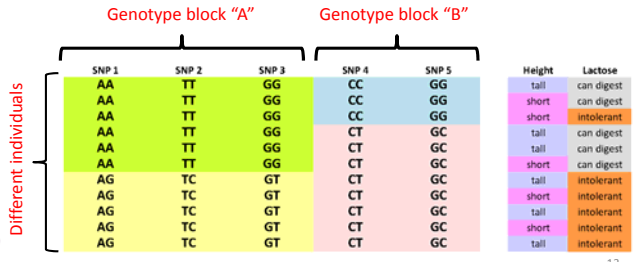 Genotype block “A” Genotype block “B”
Different individuals
SNP 1 SNP 2 SNP 3 SNP 4 SNP 5 Height Lactose
AA TT GG CC GG tall can digest
AA TT GG CC GG short can digest
AA TT GG CC GG short intolerant
AA TT GG CT GC tall can digest
AA TT GG CT GC tall can digest
AA TT GG CT GC short can digest
AG TC GT CT GC tall intolerant
AG TC GT CT GC short intolerant
AG TC GT CT GC tall intolerant
AG TC GT CT GC short intolerant
AG TC GT CT GC tall intolerant